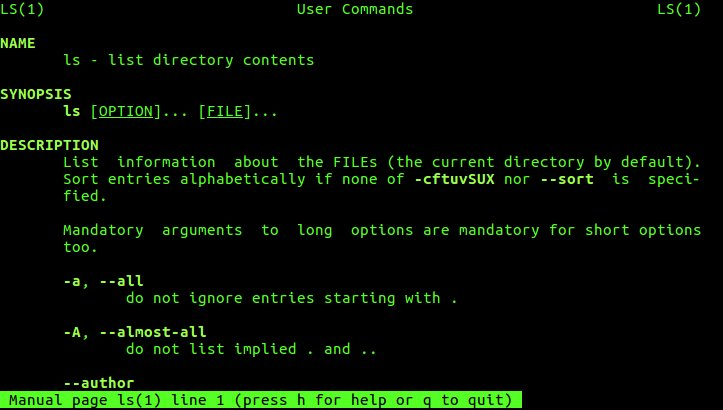 LS(1) User Commands LS(1)
NAME
ls - list directory contents
SYNOPSIS
ls [OPTION]... [FILE]...
DESCRIPTION
List information about the FILEs (the current directory by default).
Sort entries alphabetically if none of -cftuvSUX nor --sort is speci-
fied.
Mandatory arguments to long options are mandatory for short options
too.
-a, --all
do not ignore entries starting with .
-A, --almost-all
do not list implied . and ..
--author
Manual page ls(1) line 1 (press h for help or q to quit)